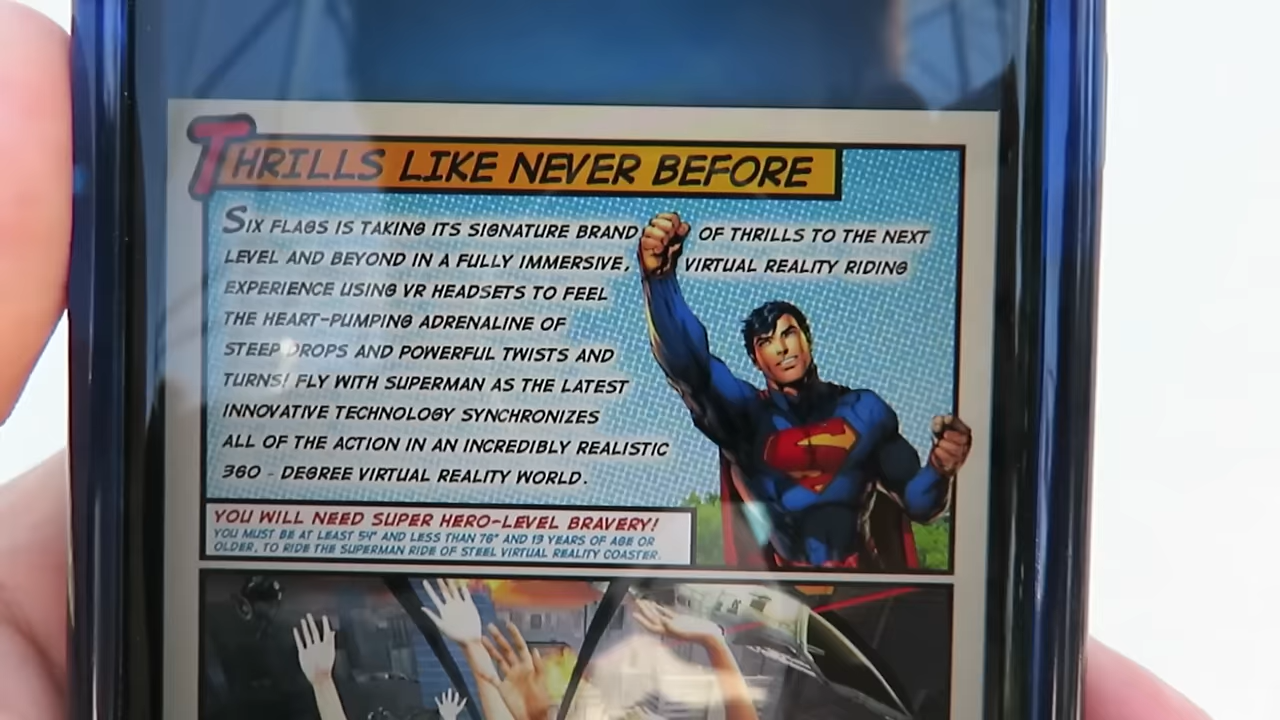 THRILLS LIKE NEVER BEFORE
SIX FLAGS IS TAKING ITS SIGNATURE BRAND OF THRILLS TO THE NEXT
LEVEL AND BEYOND IN A FULLY IMMERSIVE, VIRTUAL REALITY RIDING
EXPERIENCE USING VR HEADSETS TO FEEL
THE HEART-PUMPING ADRENALINE OF
STEEP DROPS AND POWERFUL TWISTS AND
TURNS! FLY WITH SUPERMAN AS THE LATEST
INNOVATIVE TECHNOLOGY SYNCHRONIZES
ALL OF THE ACTION IN AN INCREDIBLY REALISTIC
360 - DEGREE VIRTUAL REALITY WORLD.
YOU WILL NEED SUPER HERO-LEVEL BRAVERY!
YOU MUST BE AT LEAST 54" AND LESS THAN 76" AND 13 YEARS OF AGE OR
OLDER, TO RIDE THE SUPERMAN RIDE OF STEEL VIRTUAL REALITY COASTER.